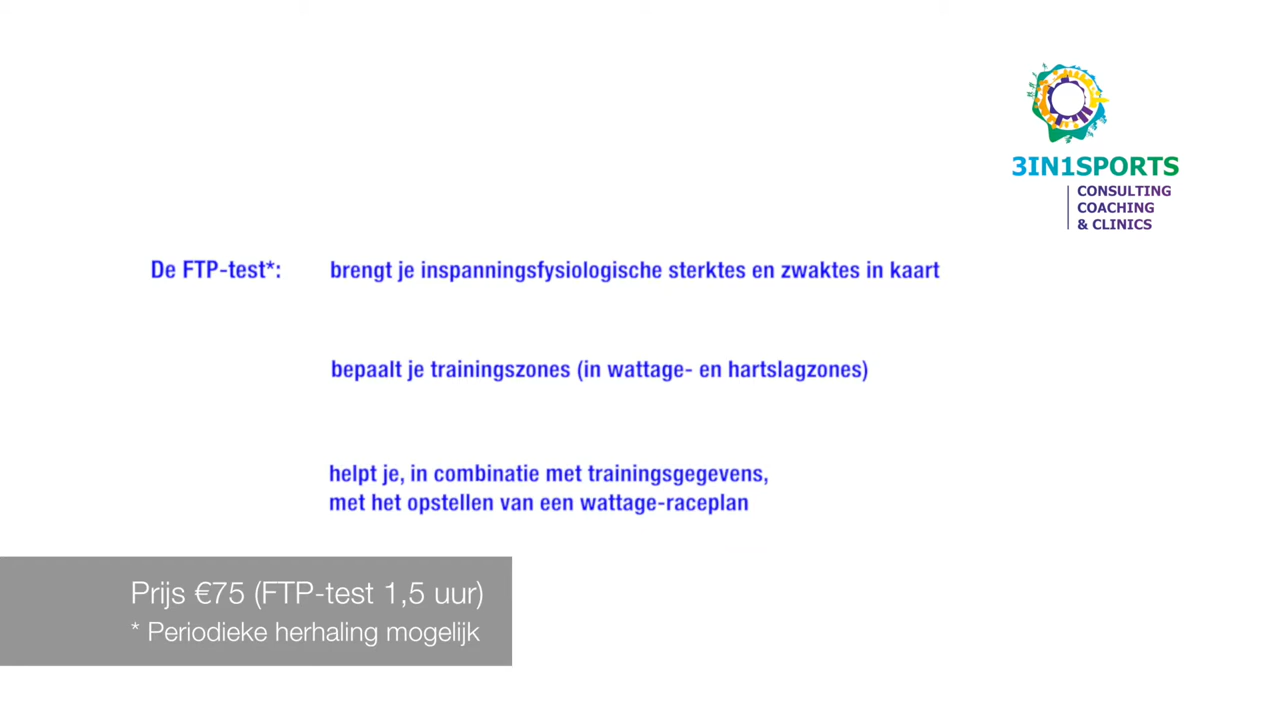 3IN1SPORTS
CONSULTING
COACHING
& CLINICS
De FTP-test*: brengt je inspanningsfysiologische sterktes en zwaktes in kaart
bepaalt je trainingszones (in wattage- en hartslagzones)
helpt je, in combinatie met trainingsgegevens,
met het opstellen van een wattage-raceplan
Prijs €75 (FTP-test 1,5 uur)
* Periodieke herhaling mogelijk